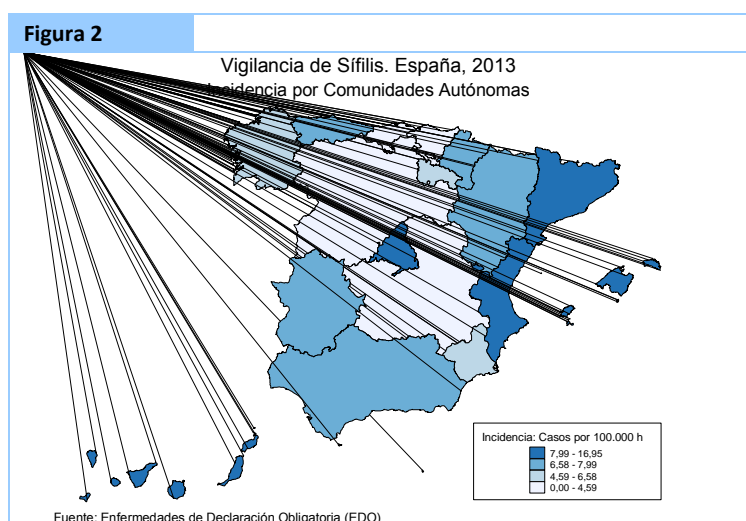 Figura 2
Vigilancia de Sífilis. España, 2013
Incidencia por Comunidades Autónomas
Incidencia: Casos por 100.000 h
7,99 - 16,95
6,58 - 7,99
4,59 - 6,58
0,00 - 4,59
Fuente: Enfermedades de Declaración Obligatoria (EDO)